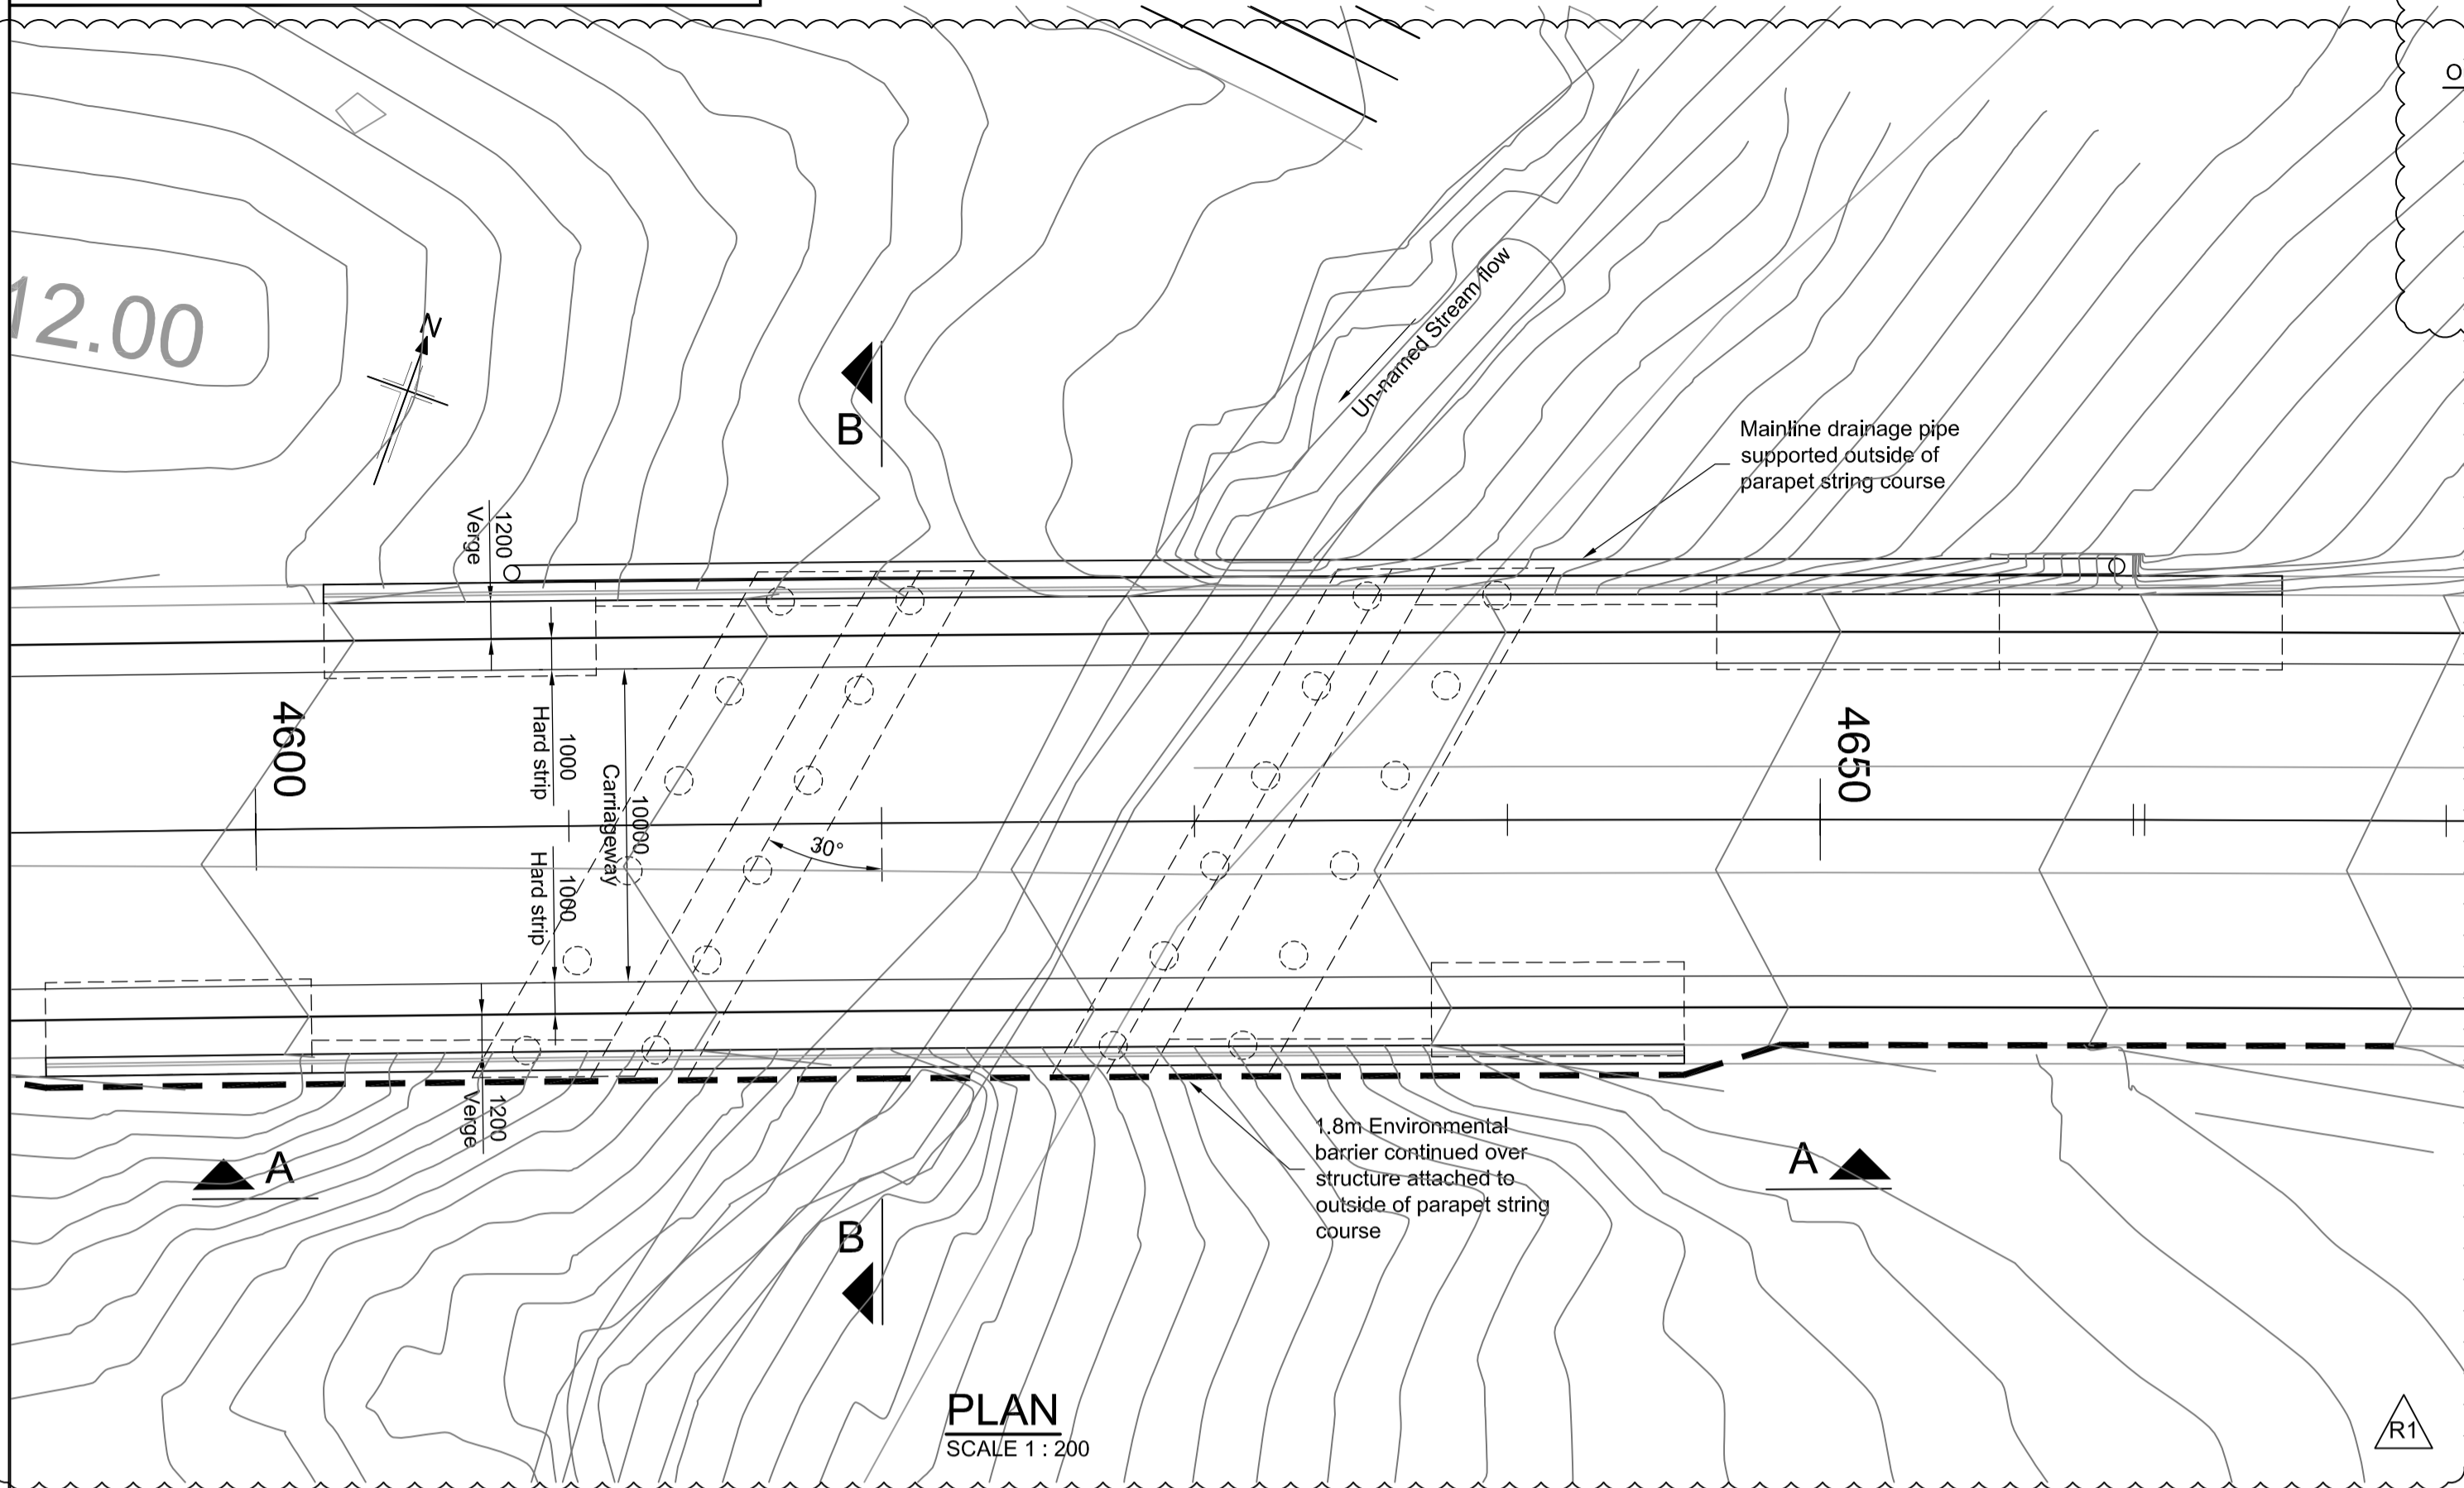 O
12.00
N
B
Un-named Stream flow
Mainline drainage pipe
supported outside of
parapet string course
1200
Verge
4600
4650
1000
Hard strip
10000
Carriageway
30°
1000
Hard strip
1200
Verge
A
A
1.8m Environmental
barrier continued over
structure attached to
outside of parapet string
course
B
PLAN
SCALE 1 : 200
R1